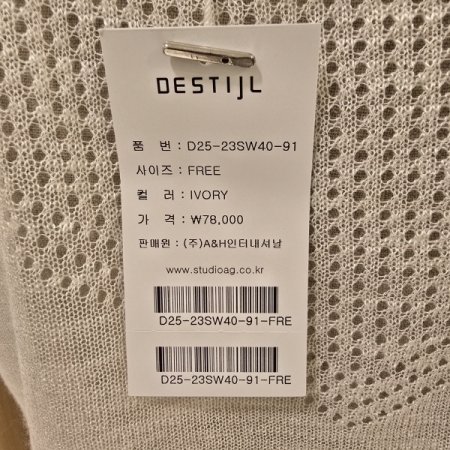 DESTIJL
품 번 : D25-23SW40-91
사이즈 : FREE
컬 러 : IVORY
가 격 : ₩78,000
판매원 : (주)A&H인터내셔날
www.studioag.co.kr
D25-23SW40-91-FRE
D25-23SW40-91-FRE